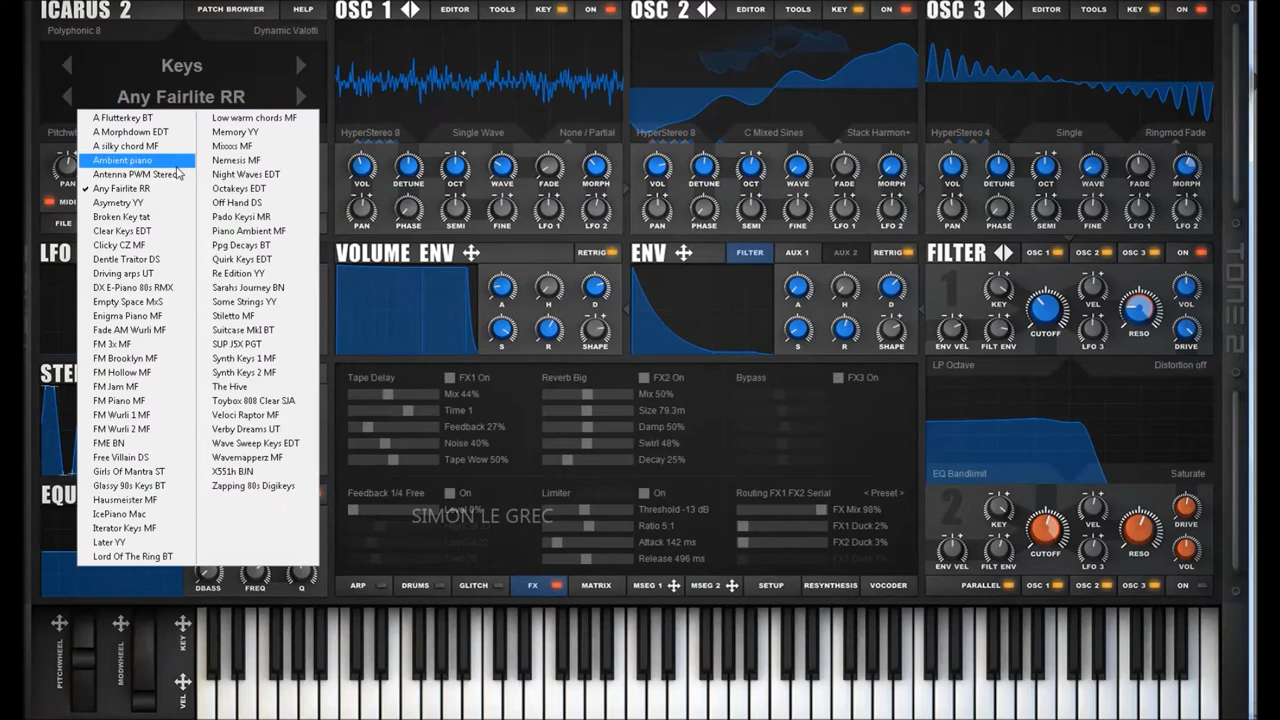 ICARUS 2
PATCH BROWSER
HELP
Polyphonic 8
Dynamic Valotti
Keys
Any Fairlite RR
A Flutterkey BT
A Morphdown EDT
A silky chord MF
Ambient piano
Antenna PWM Stereo
Any Fairlite RR
Asymetry YY
Broken Key tat
Clear Keys EDT
Clicky CZ MF
Dentle Traitor DS
Driving arps UT
DX E-Piano 80s RMX
Empty Space MxS
Enigma Piano MF
Fade AM Wurli MF
FM 3x MF
FM Brooklyn MF
FM Hollow MF
FM Jam MF
FM Piano MF
FM Wurli 1 MF
FM Wurli 2 MF
FME BN
Free Villain DS
Girls Of Mantra ST
Glassy 90s Keys BT
Hausmeister MF
IcePiano Mac
Iterator Keys MF
Later YY
Lord Of The Ring BT
Low warm chords MF
Memory YY
Mixxxs MF
Nemesis MF
Night Waves EDT
Octakeys EDT
Off Hand DS
Pado Keysi MR
Piano Ambient MF
Ppg Decays BT
Quirk Keys EDT
Re Edition YY
Sarahs Journey BN
Some Strings YY
Stiletto MF
Suitcase MkI BT
SUP J5X PGT
Synth Keys 1 MF
Synth Keys 2 MF
The Hive
Toybox 808 Clear SJA
Veloci Raptor MF
Verby Dreams UT
Wave Sweep Keys EDT
Wavemapperz MF
X551h BJN
Zapping 80s Digikeys
PAN
MIDI
FILE
LFO
STE
EQU
DBASS FREQ Q
OSC 1 EDITOR TOOLS KEY ON
HyperStereo 8 Single Wave None / Partial
VOL DETUNE OCT FINE FADE MORPH
PAN PHASE SEMI FINE LFO 1 LFO 2
OSC 2 EDITOR TOOLS KEY ON
HyperStereo 8 C Mixed Sines Stack Harmon+
VOL DETUNE OCT FINE FADE MORPH
PAN PHASE SEMI FINE LFO 1 LFO 2
OSC 3 EDITOR TOOLS KEY ON
HyperStereo 4 Single Ringmod Fade
VOL DETUNE OCT FINE FADE MORPH
PAN PHASE SEMI FINE LFO 1 LFO 2
VOLUME ENV RETRIG
A H D
S R SHAPE
ENV FILTER AUX 1 AUX 2 RETRIG
A H D
S R SHAPE
FILTER OSC 1 OSC 2 OSC 3 ON
1
KEY CUTOFF VEL RESO VOL
ENV VEL FILT ENV LFO 3 DRIVE
LP Octave Distortion off
Tape Delay FX1 On
Mix 44%
Time 1
Feedback 27%
Noise 40%
Tape Wow 50%
Reverb Big FX2 On
Mix 50%
Size 79.3m
Damp 50%
Swirl 48%
Decay 25%
Bypass FX3 On
Feedback 1/4 Free On
Level 0%
SIMON LE GREC
Limiter On
Threshold -13 dB
Ratio 5:1
Attack 142 ms
Release 496 ms
Routing FX1 FX2 Serial < Preset >
FX Mix 98%
FX1 Duck 2%
FX2 Duck 3%
EQ Bandlimit Saturate
2
KEY CUTOFF VEL RESO DRIVE
ENV VEL FILT ENV LFO 3 VOL
ARP DRUMS GLITCH FX MATRIX MSEG 1 MSEG 2 SETUP RESYNTHESIS VOCODER
PARALLEL OSC 1 OSC 2 OSC 3 ON
TONE 2
PITCHWHEEL
MODWHEEL
KEY
VEL